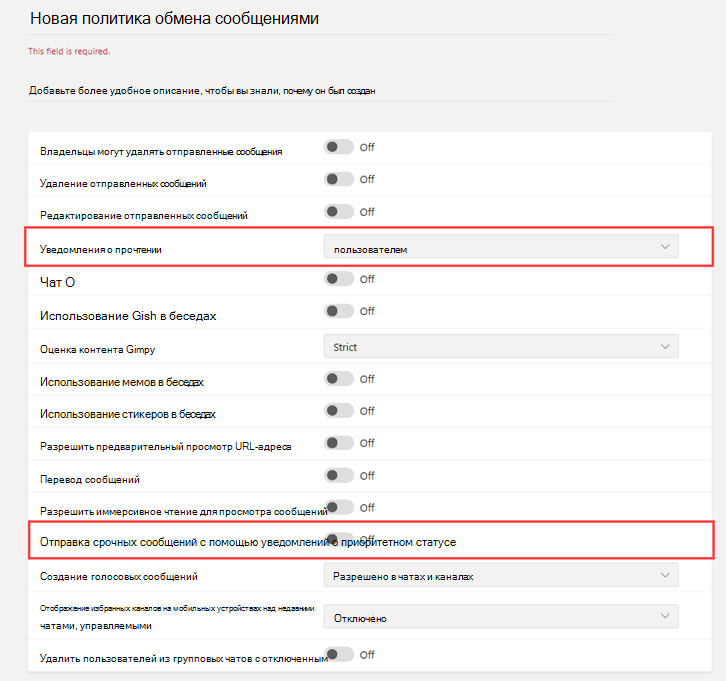 Новая политика обмена сообщениями
This field is required.
Добавьте более удобное описание, чтобы вы знали, почему он был создан
Владельцы могут удалять отправленные сообщения Off
Удаление отправленных сообщений Off
Редактирование отправленных сообщений Off
Уведомления о прочтении пользователем
Чат О Off
Использование Gish в беседах Off
Оценка контента Gimpy Strict
Использование мемов в беседах Off
Использование стикеров в беседах Off
Разрешить предварительный просмотр URL-адреса Off
Перевод сообщений Off
Разрешить иммерсивное чтение для просмотра сообщений Off
Отправка срочных сообщений с помощью уведомлений о приоритетном статусе Off
Создание голосовых сообщений Разрешено в чатах и каналах
Отображение избранных каналов на мобильных устройствах над недавними
чатами, управляемыми Отключено
Удалить пользователей из групповых чатов с отключенным Off